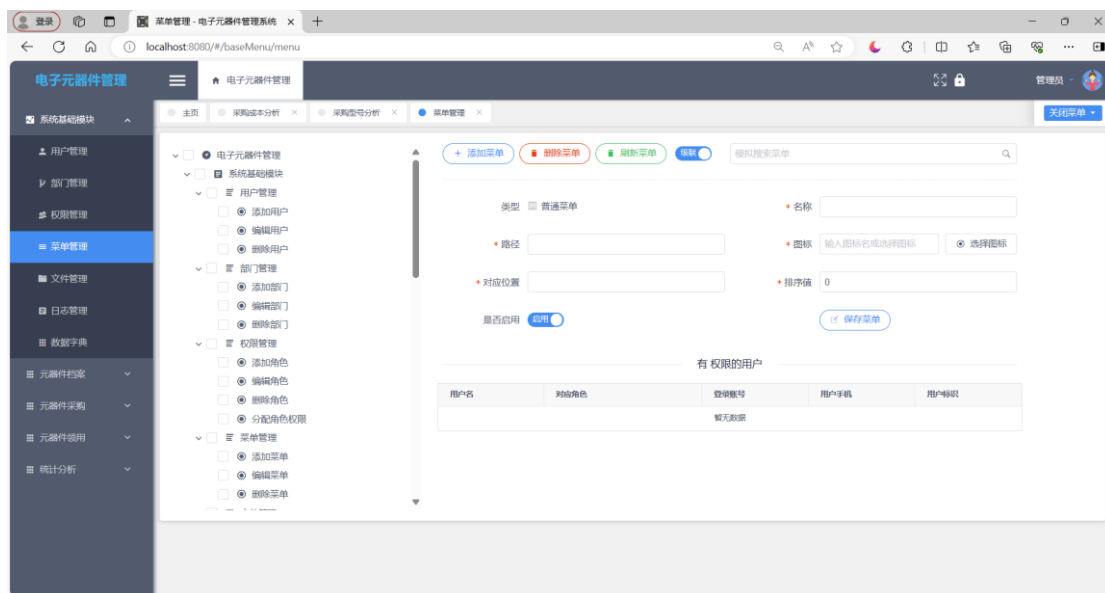 登录
菜单管理 - 电子元器件管理系统
localhost:8080/#/baseMenu/menu
电子元器件管理
电子元器件管理
管理员
主页 采购成本分析 采购型号分析 菜单管理
关闭菜单
系统基础模块
用户管理
部门管理
权限管理
菜单管理
文件管理
日志管理
数据字典
元器件档案
元器件采购
元器件领用
统计分析
电子元器件管理
系统基础模块
用户管理
添加用户
编辑用户
删除用户
部门管理
添加部门
编辑部门
删除部门
权限管理
添加角色
编辑角色
删除角色
分配角色权限
菜单管理
添加菜单
编辑菜单
删除菜单
+ 添加菜单 删除菜单 刷新菜单 级联 模拟搜索菜单
类型 普通菜单 * 名称
* 路径 * 图标 输入图标名或选择图标 选择图标
* 对应位置 * 排序值 0
是否启用 启用 保存菜单
有权限的用户
用户名 对应角色 登录账号 用户手机 用户标识
暂无数据